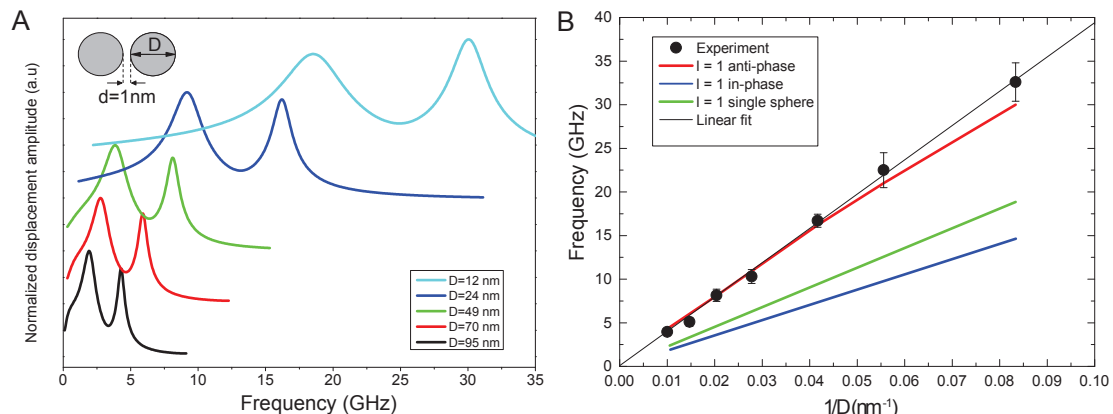 A
D
d=1nm
Normalized displacement amplitude (a.u)
D=12 nm
D=24 nm
D=49 nm
D=70 nm
D=95 nm
0 5 10 15 20 25 30 35
Frequency (GHz)
B
40
35
30
25
20
15
10
5
0
Frequency (GHz)
Experiment
l = 1 anti-phase
l = 1 in-phase
l = 1 single sphere
Linear fit
0.00 0.01 0.02 0.03 0.04 0.05 0.06 0.07 0.08 0.09 0.10
1/D(nm⁻¹)